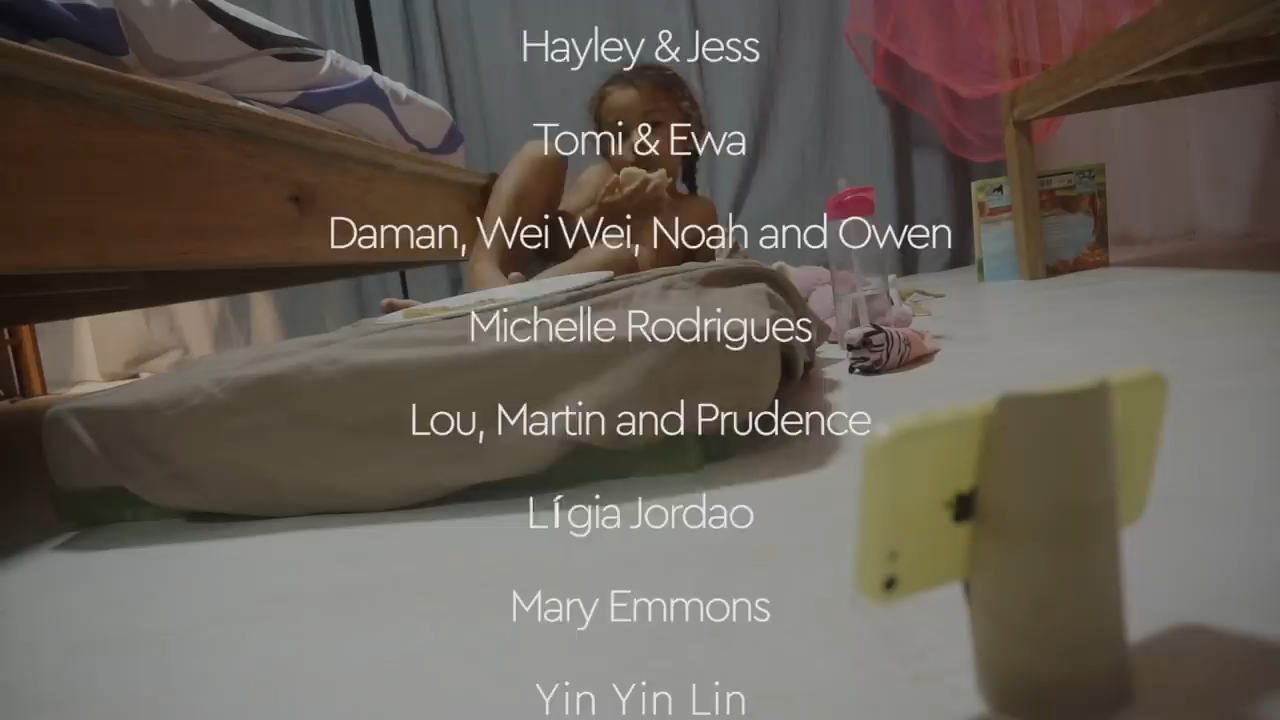 Hayley & Jess
Tomi & Ewa
Daman, Wei Wei, Noah and Owen
Michelle Rodrigues
Lou, Martin and Prudence
Lígia Jordao
Mary Emmons
Yin Yin Lin